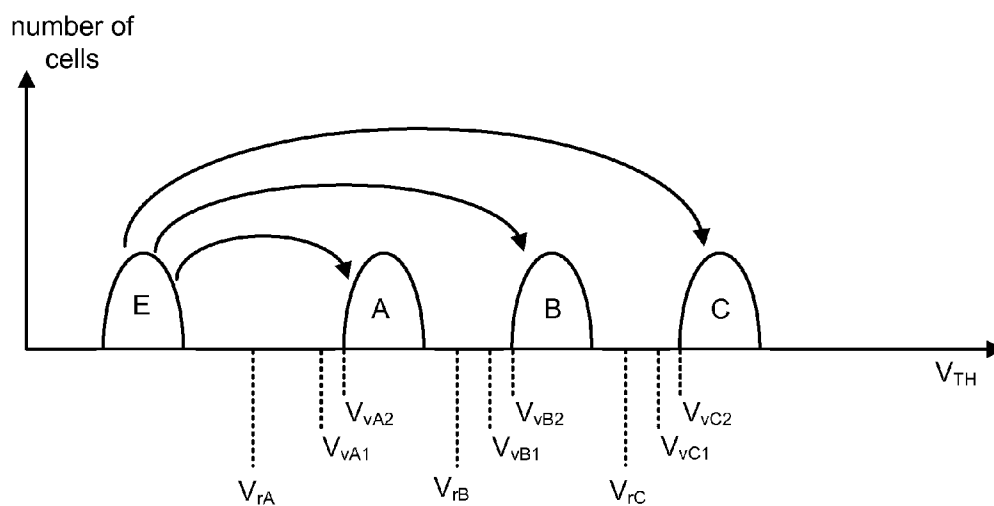 number of
cells
E
A
B
C
V_TH
V_vA2
V_vB2
V_vC2
V_vA1
V_vB1
V_vC1
V_rA
V_rB
V_rC